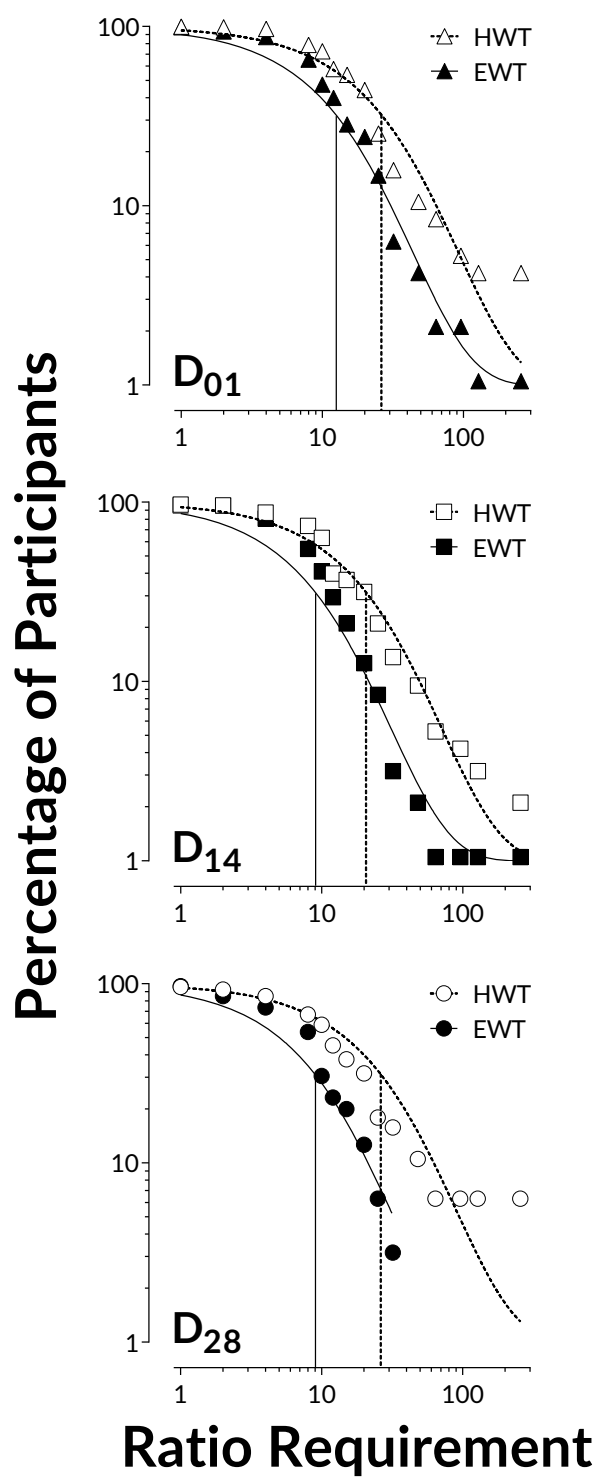 Percentage of Participants
100
10
1
HWT
EWT
D01
1 10 100
100
10
1
HWT
EWT
D14
1 10 100
100
10
1
HWT
EWT
D28
1 10 100
Ratio Requirement